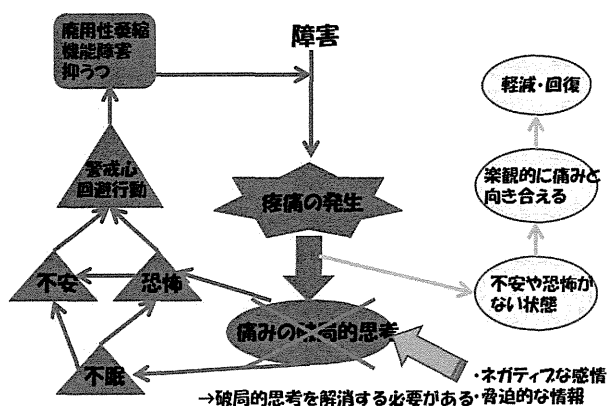 廃用性萎縮
機能障害
抑うつ
障害
軽減・回復
警戒心
回避行動
疼痛の発生
楽観的に痛みと
向き合える
不安
恐怖
不安や恐怖が
ない状態
痛みの破局的思考
不眠
・ネガティブな感情
・脅迫的な情報
→破局的思考を解消する必要がある